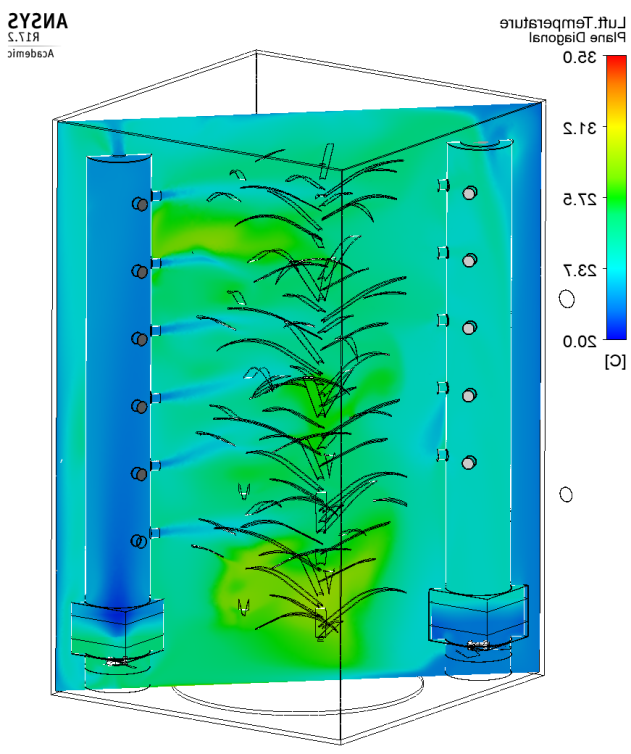 ANSYS
R17.2
Academic
Luft.Temperature
Plane Diagonal
35.0
31.2
27.5
23.7
20.0
[C]